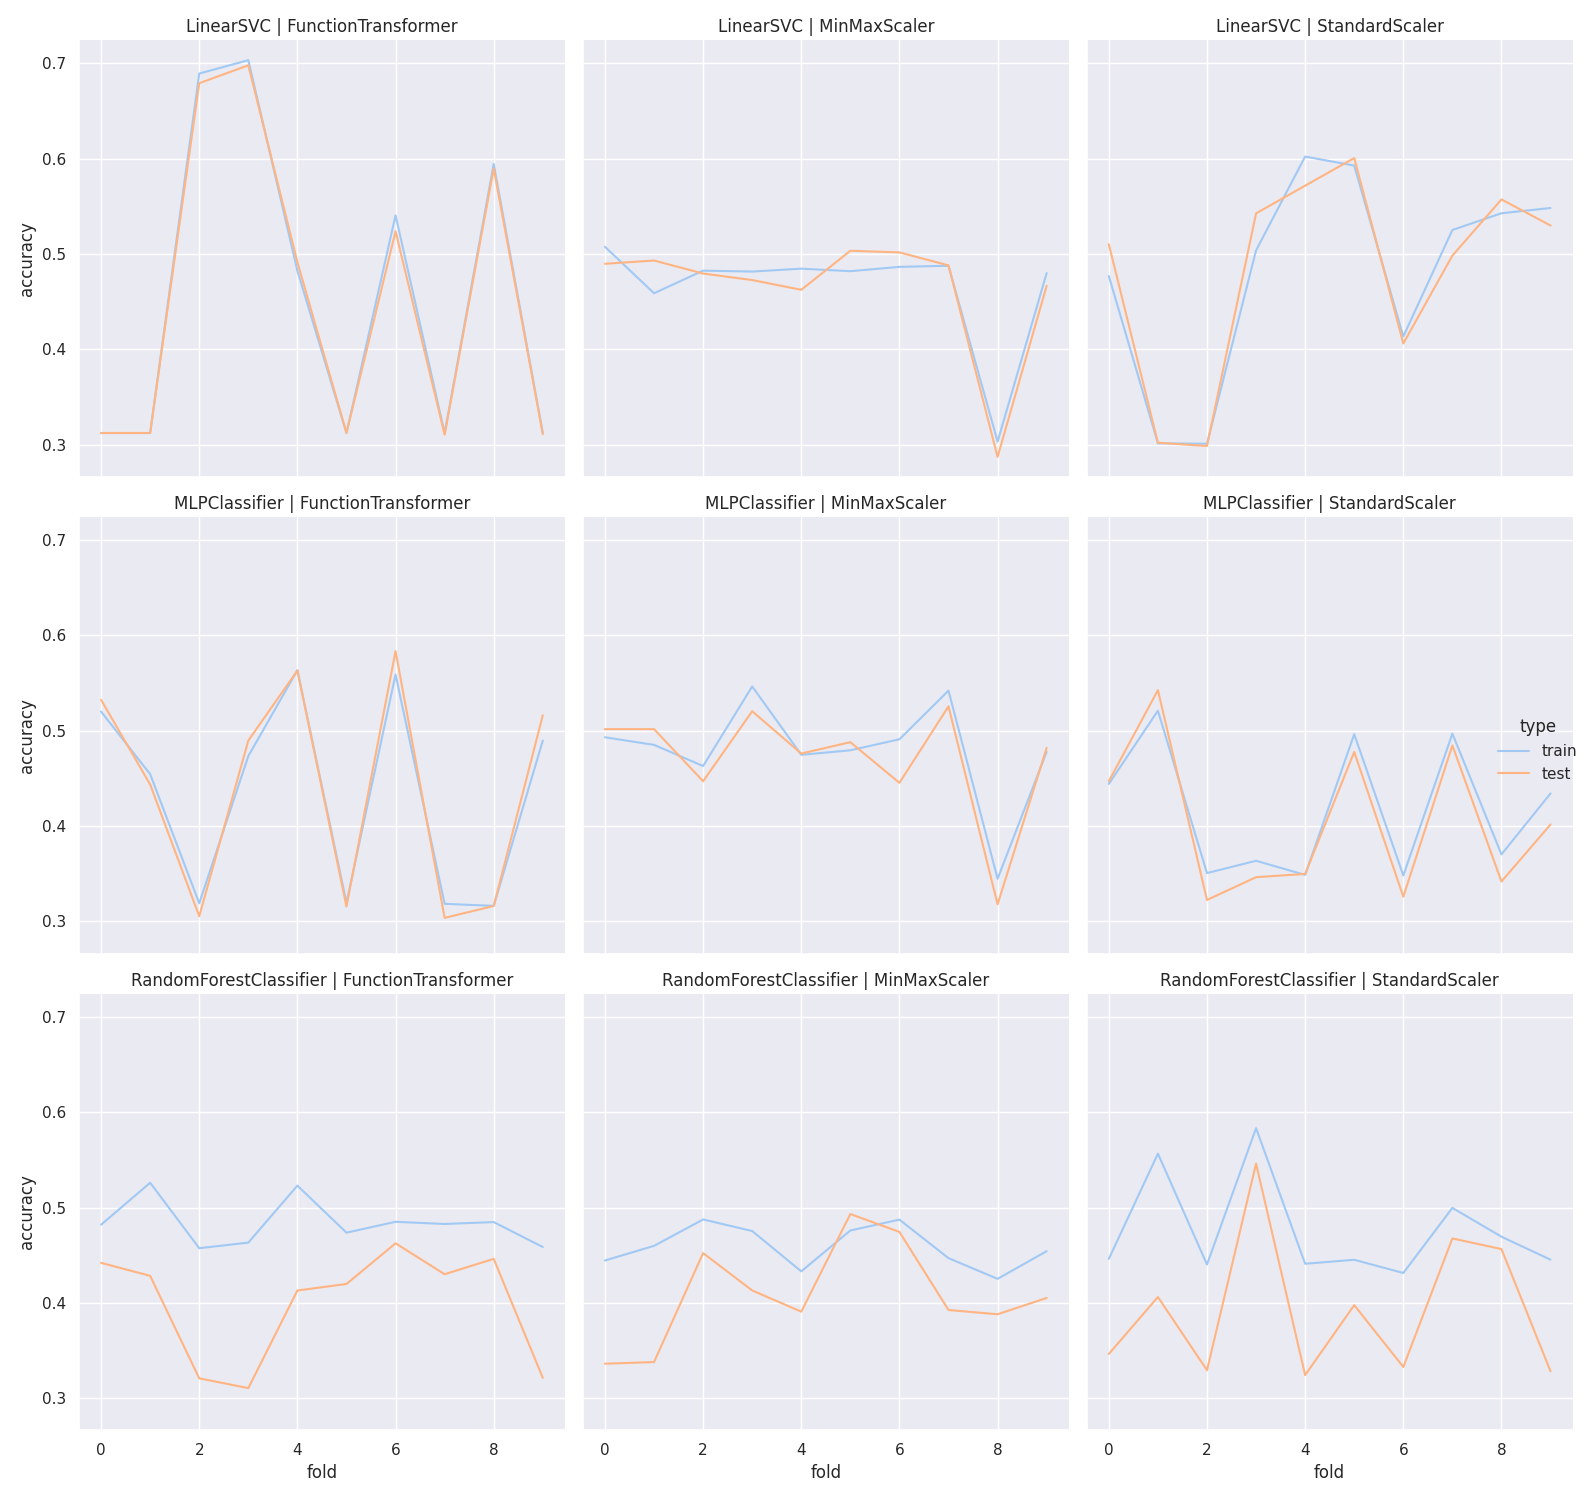 LinearSVC | FunctionTransformer
LinearSVC | MinMaxScaler
LinearSVC | StandardScaler
accuracy
0.7
0.6
0.5
0.4
0.3
MLPClassifier | FunctionTransformer
MLPClassifier | MinMaxScaler
MLPClassifier | StandardScaler
accuracy
0.7
0.6
0.5
0.4
0.3
type
train
test
RandomForestClassifier | FunctionTransformer
RandomForestClassifier | MinMaxScaler
RandomForestClassifier | StandardScaler
accuracy
0.7
0.6
0.5
0.4
0.3
0 2 4 6 8
fold
0 2 4 6 8
fold
0 2 4 6 8
fold